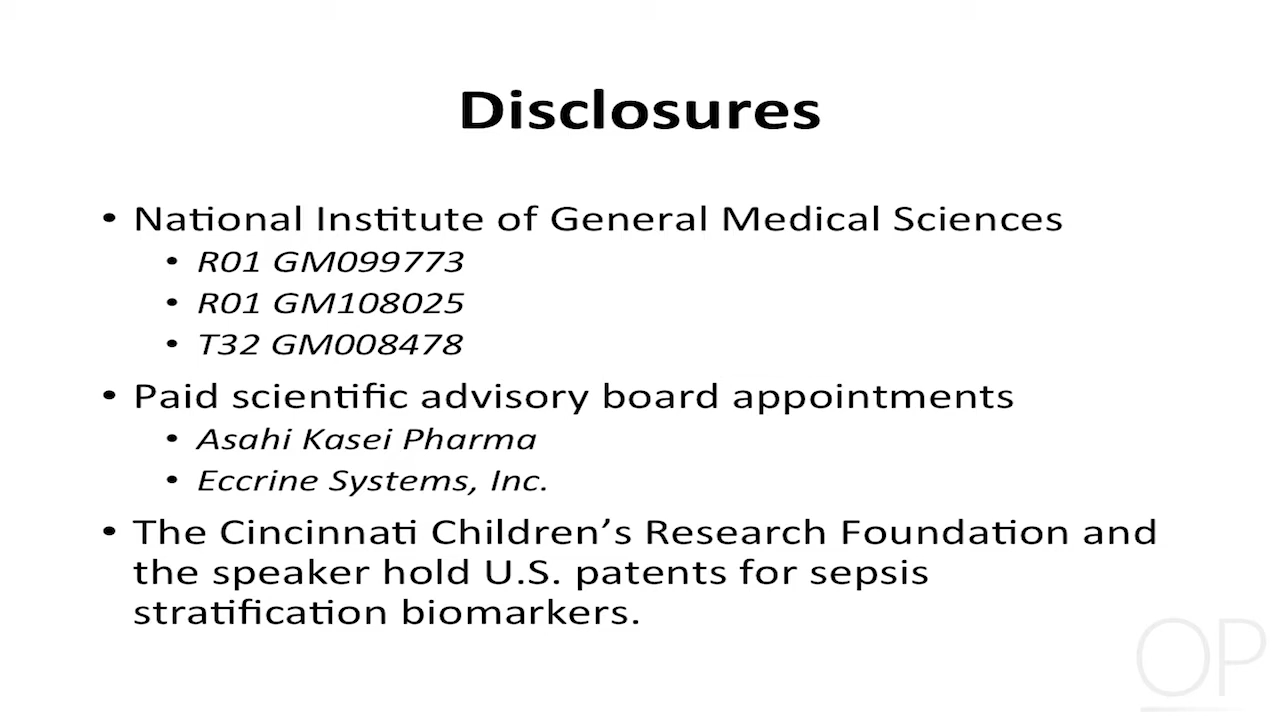 Disclosures
• National Institute of General Medical Sciences
• R01 GM099773
• R01 GM108025
• T32 GM008478
• Paid scientific advisory board appointments
• Asahi Kasei Pharma
• Eccrine Systems, Inc.
• The Cincinnati Children’s Research Foundation and
the speaker hold U.S. patents for sepsis
stratification biomarkers.
OP